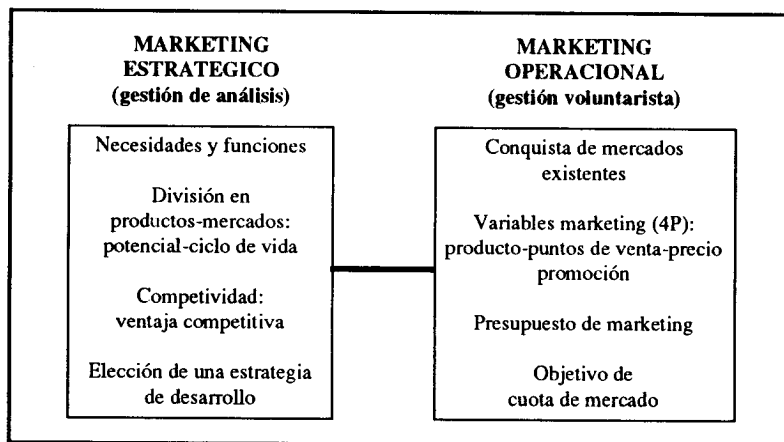 MARKETING
ESTRATEGICO
(gestión de análisis)
Necesidades y funciones
División en
productos-mercados:
potencial-ciclo de vida
Competividad:
ventaja competitiva
Elección de una estrategia
de desarrollo
MARKETING
OPERACIONAL
(gestión voluntarista)
Conquista de mercados
existentes
Variables marketing (4P):
producto-puntos de venta-precio
promoción
Presupuesto de marketing
Objetivo de
cuota de mercado